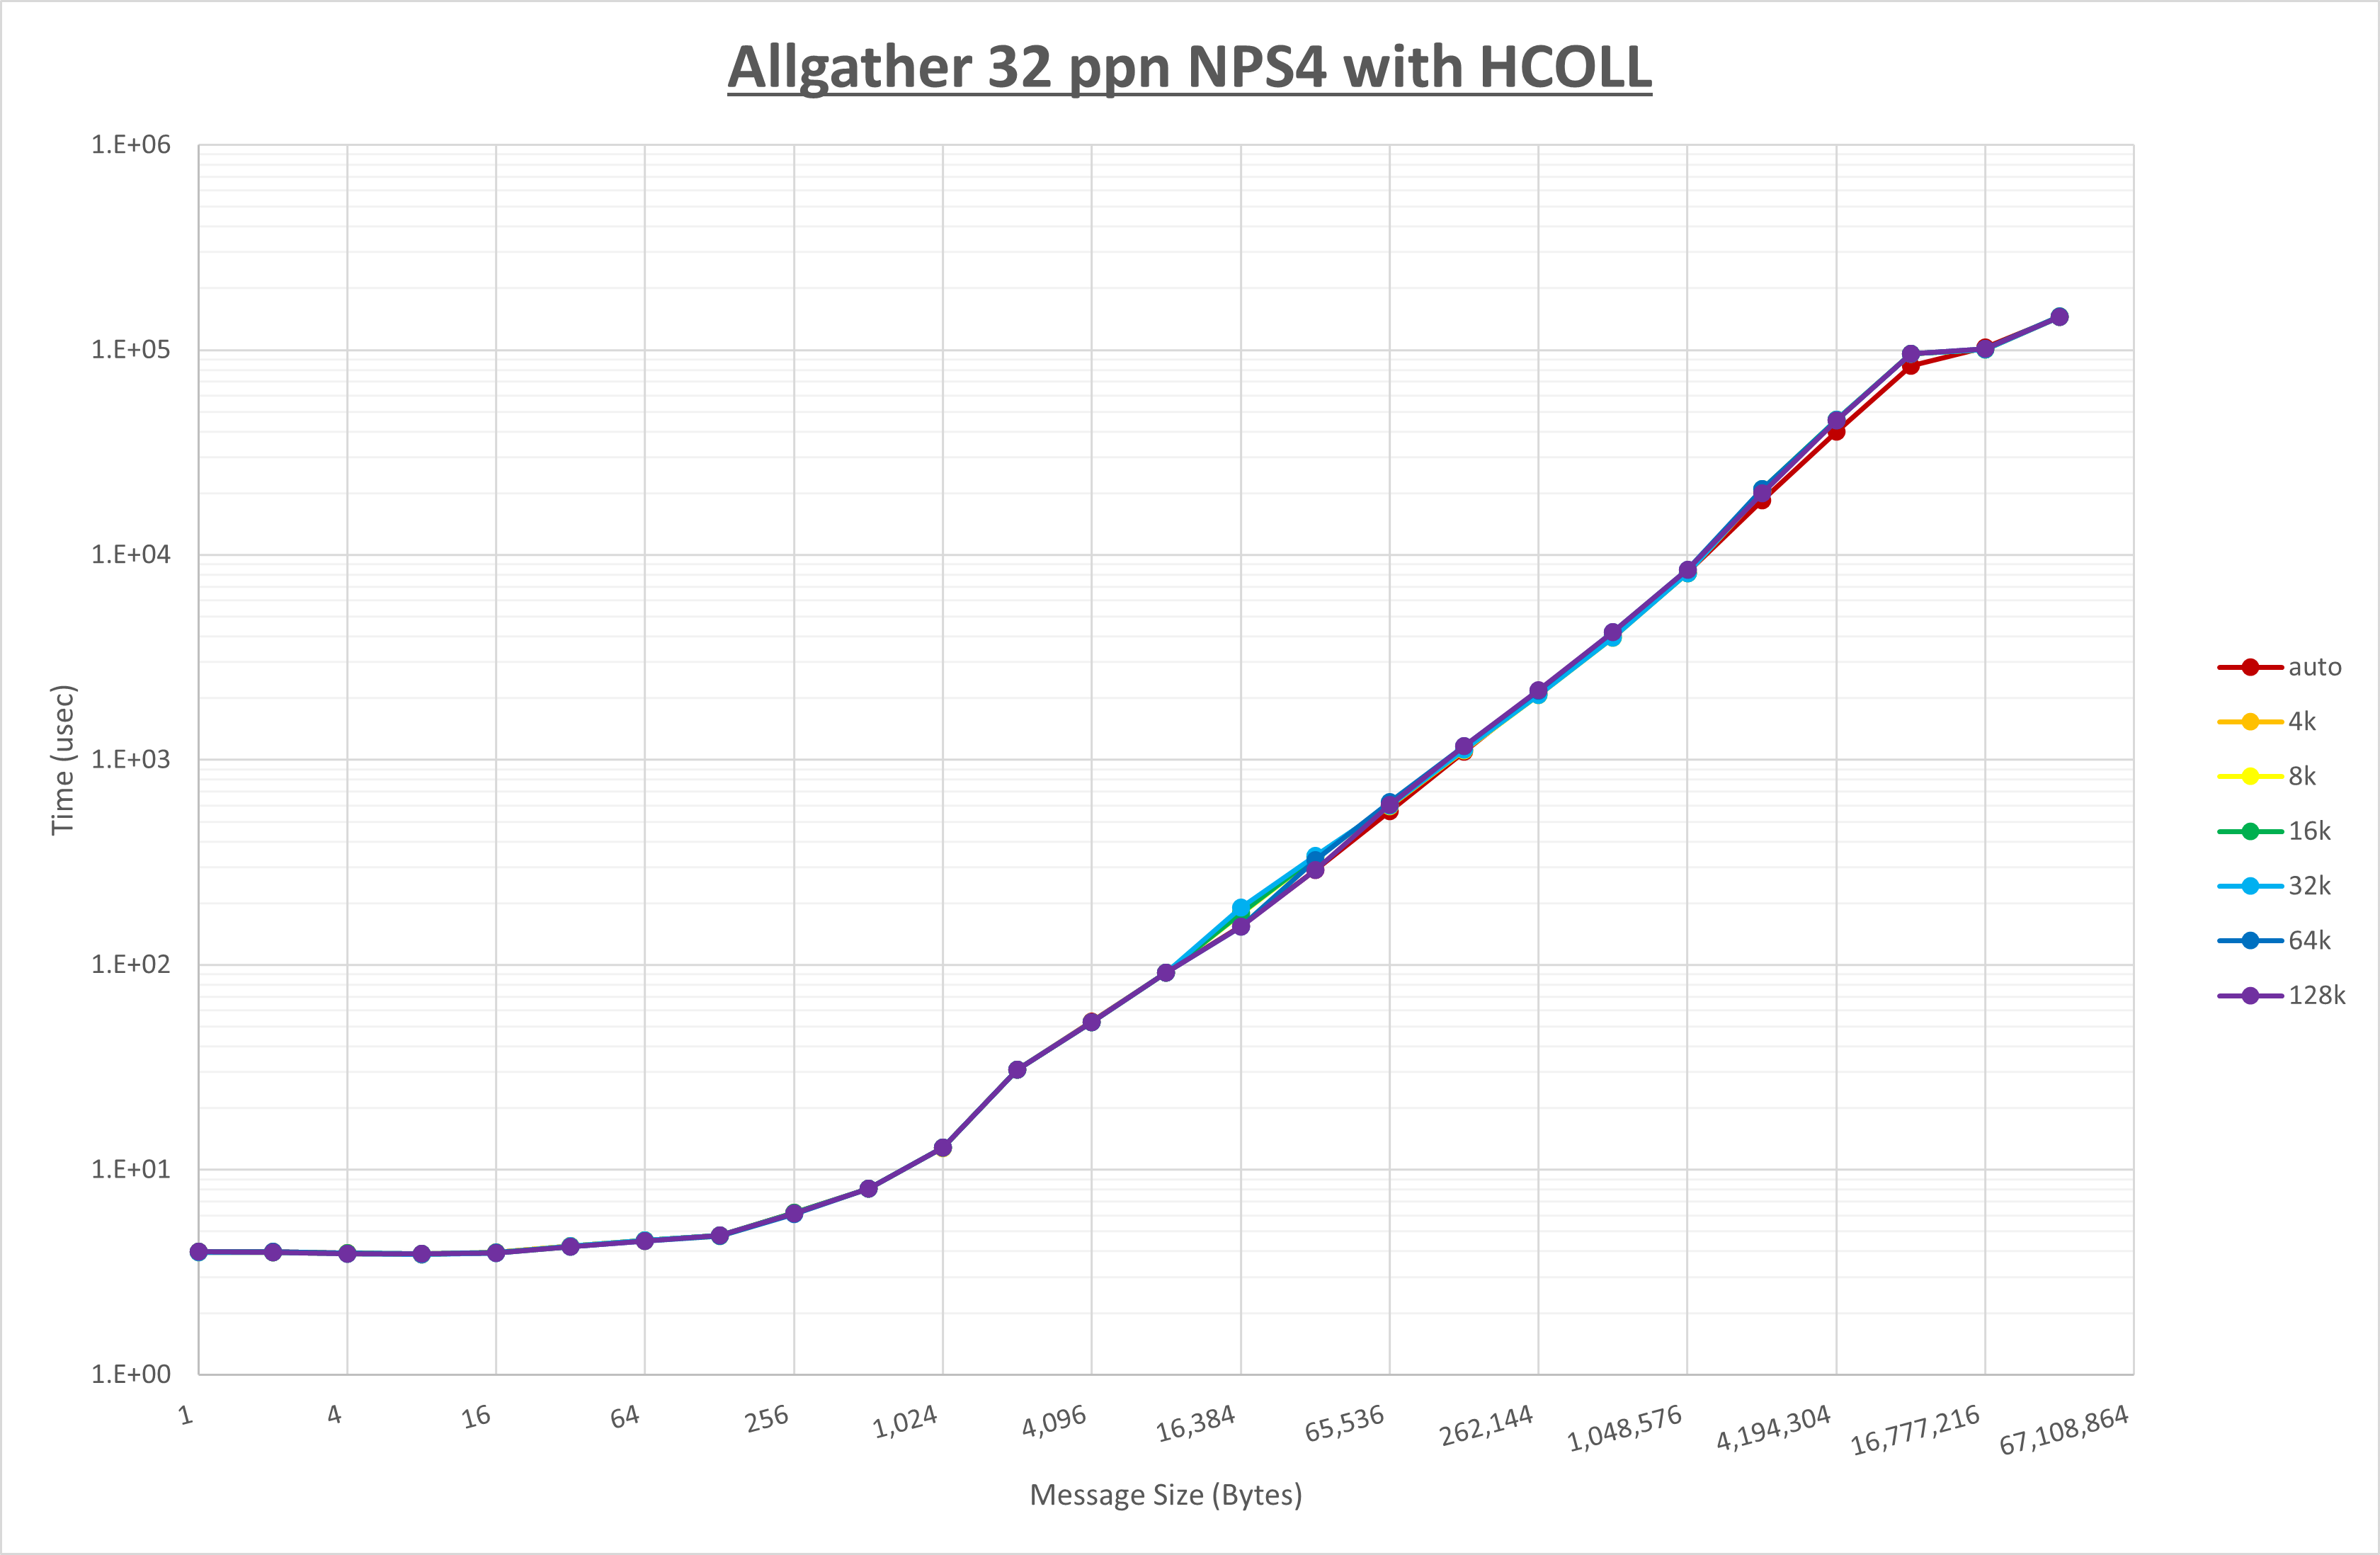 Allgather 32 ppn NPS4 with HCOLL
1.E+06
1.E+05
1.E+04
1.E+03
1.E+02
1.E+01
1.E+00
Time (usec)
1
4
16
64
256
1,024
4,096
16,384
65,536
262,144
1,048,576
4,194,304
16,777,216
67,108,864
Message Size (Bytes)
auto
4k
8k
16k
32k
64k
128k